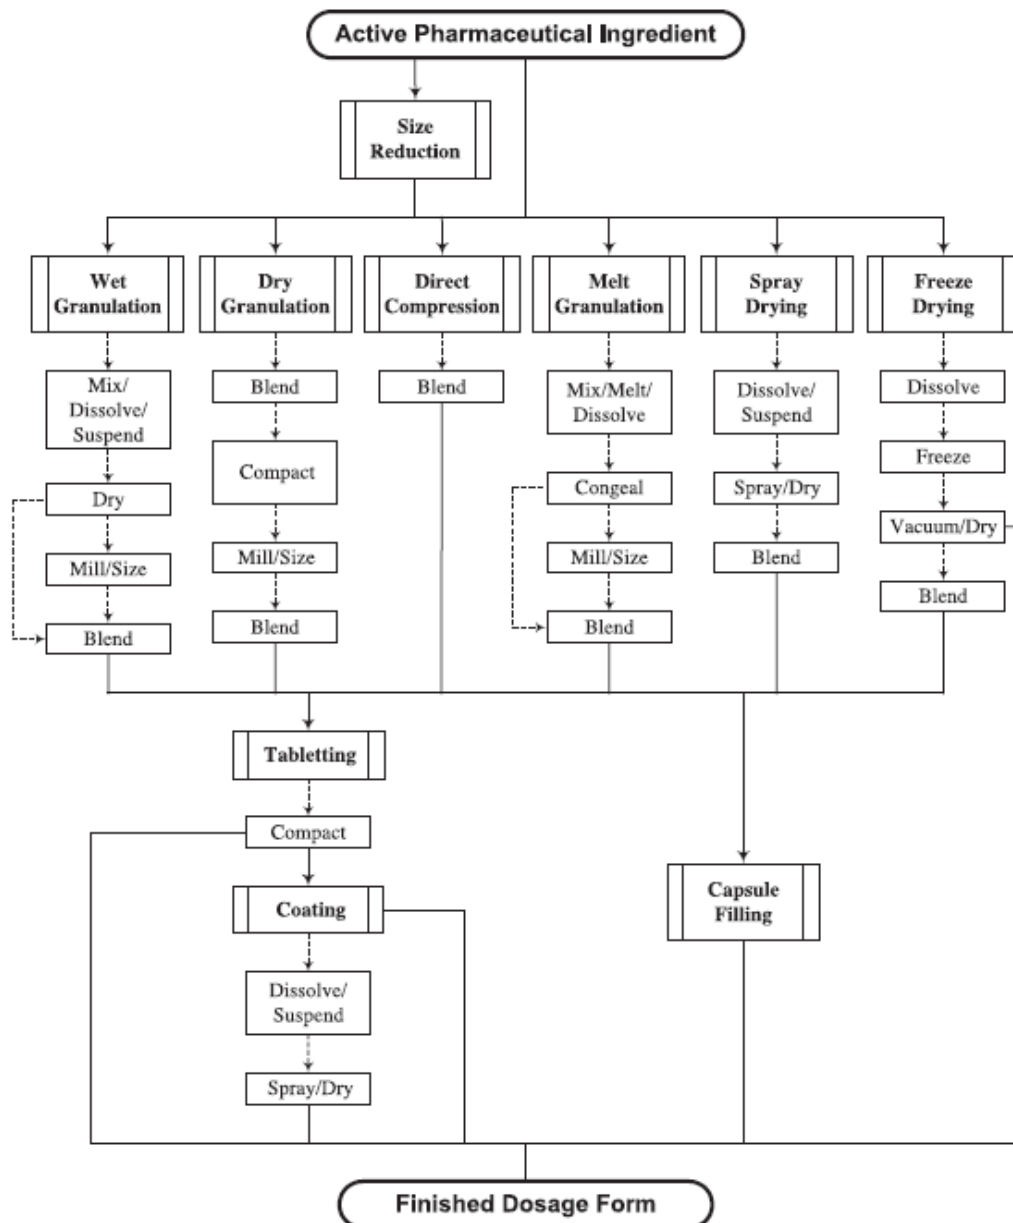 Active Pharmaceutical Ingredient
Size
Reduction
Wet
Granulation
Dry
Granulation
Direct
Compression
Melt
Granulation
Spray
Drying
Freeze
Drying
Mix/
Dissolve/
Suspend
Dry
Mill/Size
Blend
Blend
Compact
Mill/Size
Blend
Blend
Mix/Melt/
Dissolve
Congeal
Mill/Size
Blend
Dissolve/
Suspend
Spray/Dry
Blend
Dissolve
Freeze
Vacuum/Dry
Blend
Tabletting
Compact
Coating
Dissolve/
Suspend
Spray/Dry
Capsule
Filling
Finished Dosage Form